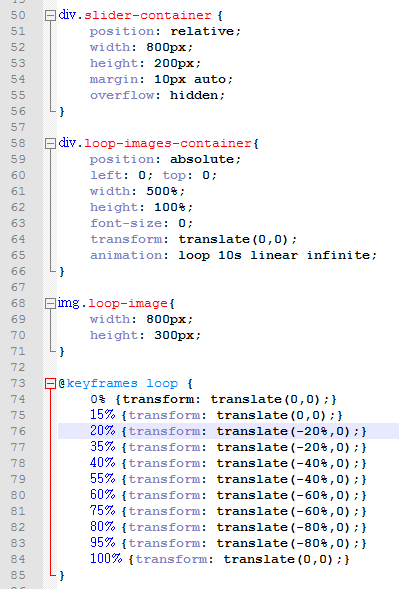 50 div.slider-container {
51 position: relative;
52 width: 800px;
53 height: 200px;
54 margin: 10px auto;
55 overflow: hidden;
56 }
57
58 div.loop-images-container{
59 position: absolute;
60 left: 0; top: 0;
61 width: 500%;
62 height: 100%;
63 font-size: 0;
64 transform: translate(0,0);
65 animation: loop 10s linear infinite;
66 }
67
68 img.loop-image{
69 width: 800px;
70 height: 300px;
71 }
72
73 @keyframes loop {
74 0% {transform: translate(0,0);}
75 15% {transform: translate(0,0);}
76 20% {transform: translate(-20%,0);}
77 35% {transform: translate(-20%,0);}
78 40% {transform: translate(-40%,0);}
79 55% {transform: translate(-40%,0);}
80 60% {transform: translate(-60%,0);}
81 75% {transform: translate(-60%,0);}
82 80% {transform: translate(-80%,0);}
83 95% {transform: translate(-80%,0);}
84 100% {transform: translate(0,0);}
85 }